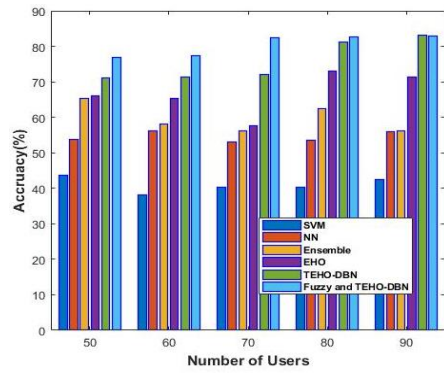 90
80
70
60
50
40
30
20
10
0
Accruacy(%)
SVM
NN
Ensemble
EHO
TEHO-DBN
Fuzzy and TEHO-DBN
50 60 70 80 90
Number of Users